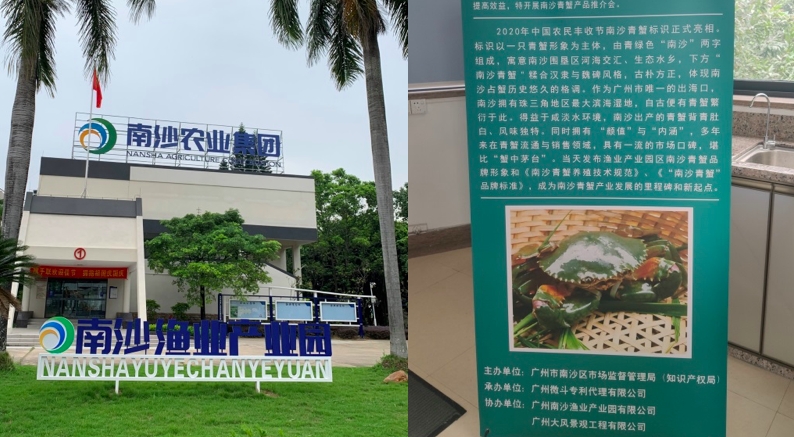 南沙农业集团
NANSHA AGRICULTURE
①
南沙渔业产业园
NANSHAYUYECHANYEYUAN
提高效益，特开展南沙青蟹产品推介会。
2020年中国农民丰收节南沙青蟹标识正式亮相，
标识以一只青蟹形象为主体，由青绿色“南沙”两字
组成，寓意南沙围垦区河海交汇、生态水乡，下方“
南沙青蟹”糅合汉隶与魏碑风格，古朴方正，体现南
沙占蟹历史悠久的格调。作为广州市唯一的出海口，
南沙拥有珠三角地区最大滨海湿地，自古便有青蟹繁
衍于此。得益于咸淡水环境，南沙出产的青蟹背青肚
白、风味独特，同时拥有“颜值”与“内涵”，多年
来在青蟹流通与销售领域，具有一流的市场口碑，堪
比“蟹中茅台”。当天发布渔业产业园区南沙青蟹品
牌形象和《南沙青蟹养殖技术规范》、《“南沙青蟹”
品牌标准》，成为南沙青蟹产业发展的里程碑和新起点。
主办单位：广州市南沙区市场监督管理局（知识产权局）
承办单位：广州微斗专利代理有限公司
协办单位：广州南沙渔业产业园有限公司
广州大风景观工程有限公司